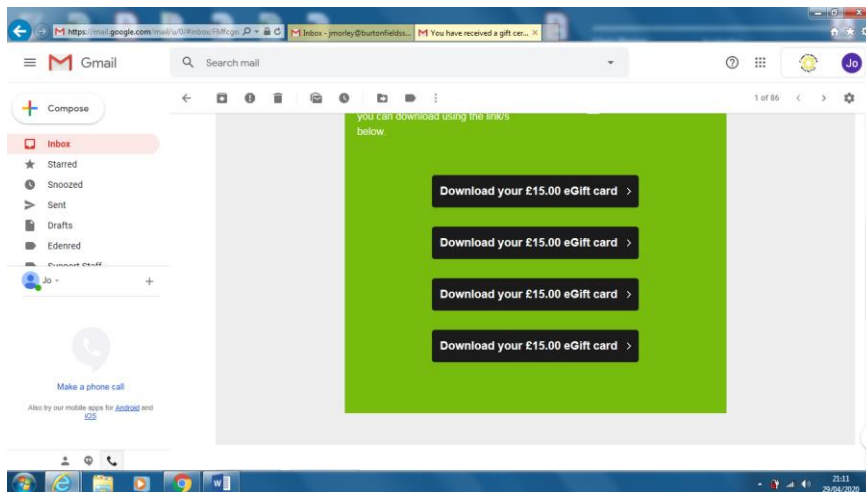 https://mail.google.com/mail/u/0/#inbox/FMfcgx
Inbox - jmorley@burtonfieldss...
You have received a gift cer...
Gmail
Search mail
Jo
Compose
1 of 86
Inbox
Starred
Snoozed
Sent
Drafts
Edenred
Support Staff
Jo
Make a phone call
Also try our mobile apps for Android and
iOS
you can download using the link/s
below.
Download your £15.00 eGift card >
Download your £15.00 eGift card >
Download your £15.00 eGift card >
Download your £15.00 eGift card >
21:11
29/04/2020